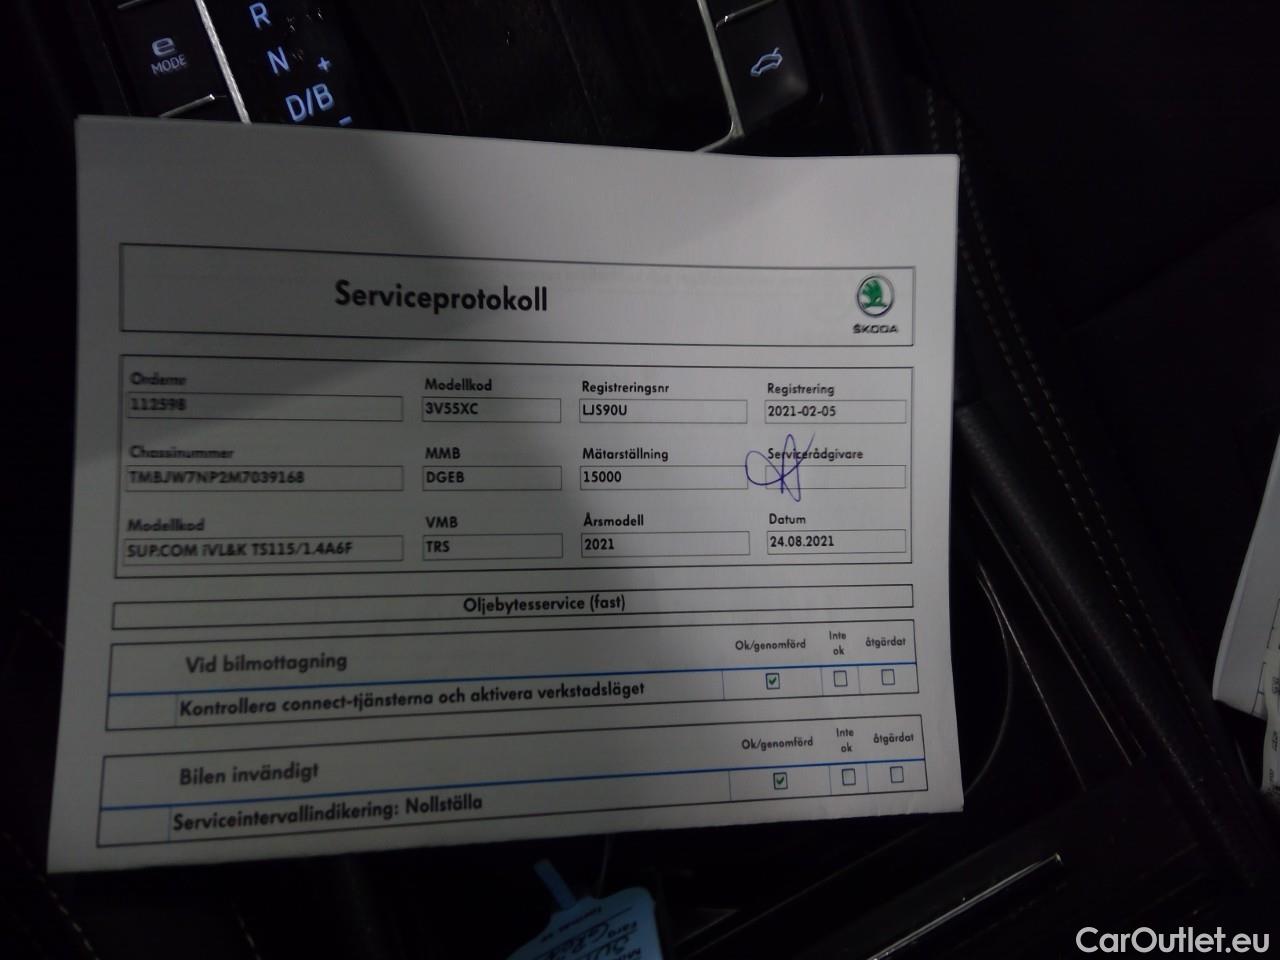 e
MODE
R
N
+
D/B
-
Serviceprotokoll
ŠKODA
Ordernr
112598
Modellkod
3V55XC
Registreringsnr
LJS90U
Registrering
2021-02-05
Chassinummer
TMBJW7NP2M7039168
MMB
DGEB
Mätarställning
15000
Servicerådgivare
Modellkod
SUP.COM iVL&K TS115/1.4A6F
VMB
TRS
Årsmodell
2021
Datum
24.08.2021
Oljebytesservice (fast)
Vid bilmottagning
Ok/genomförd
Inte
ok
åtgärdat
Kontrollera connect-tjänsterna och aktivera verkstadsläget
Bilen invändigt
Ok/genomförd
Inte
ok
åtgärdat
Serviceintervallindikering: Nollställa
CarOutlet.eu